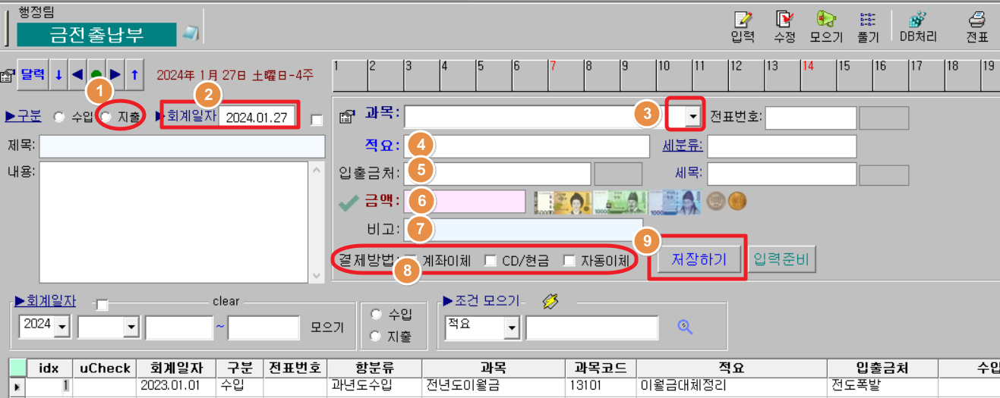 행정팀
금전출납부
입력 수정 모으기 풀기 DB처리 전표
달력 ↓ ↑ 2024年 1月 27日 土曜日-4주
1 2 3 4 5 6 7 8 9 10 11 12 13 14 15 16 17 18 19
1 2
▶구분 수입 지출 ▶회계일자 2024.01.27
과목: 3 전표번호:
제목:
적요: 4 세분류:
내용:
입출금처: 5 세목:
금액: 6
비고: 7
결제방법: 8 계좌이체 CD/현금 자동이체 9 저장하기 입력준비
▶회계일자 clear
2024 ~ 모으기
수입
지출
▶조건 모으기
적요
idx uCheck 회계일자 구분 전표번호 항분류 과목 과목코드 적요 입출금처 수입
1 2023.01.01 수입 과년도수입 전년도이월금 13101 이월금대체정리 전도폭발